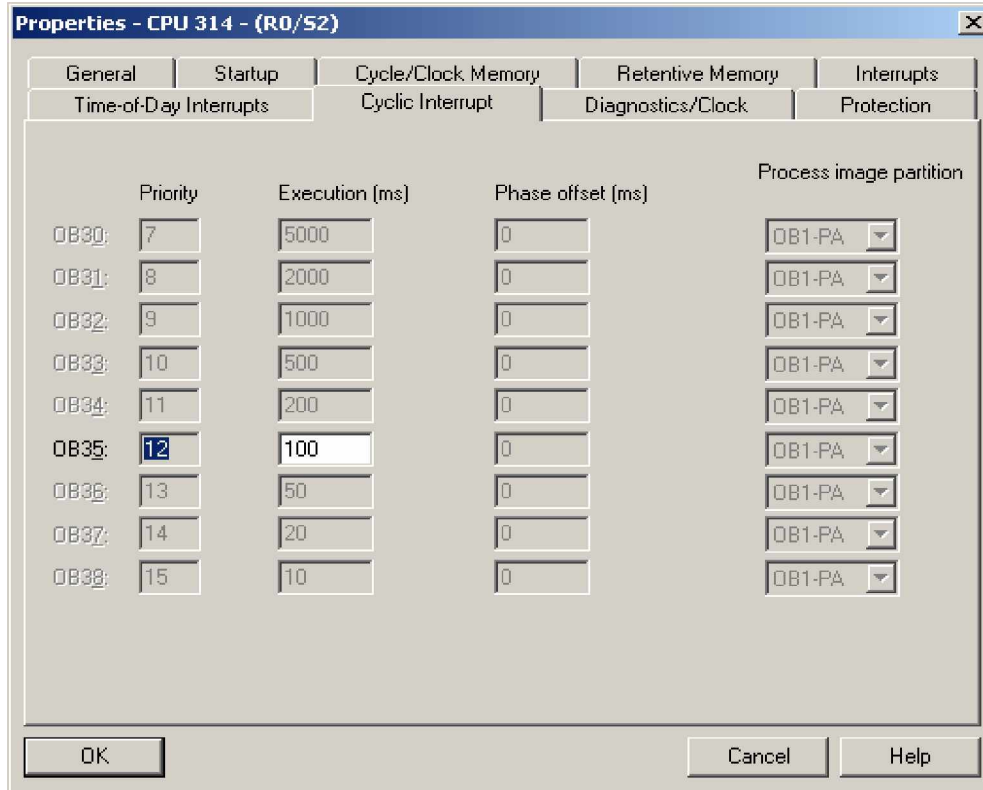 Properties - CPU 314 - (R0/S2)
General Startup Cycle/Clock Memory Retentive Memory Interrupts
Time-of-Day Interrupts Cyclic Interrupt Diagnostics/Clock Protection
Priority Execution (ms) Phase offset (ms) Process image partition
OB30: 7 5000 0 OB1-PA
OB31: 8 2000 0 OB1-PA
OB32: 9 1000 0 OB1-PA
OB33: 10 500 0 OB1-PA
OB34: 11 200 0 OB1-PA
OB35: 12 100 0 OB1-PA
OB36: 13 50 0 OB1-PA
OB37: 14 20 0 OB1-PA
OB38: 15 10 0 OB1-PA
OK Cancel Help